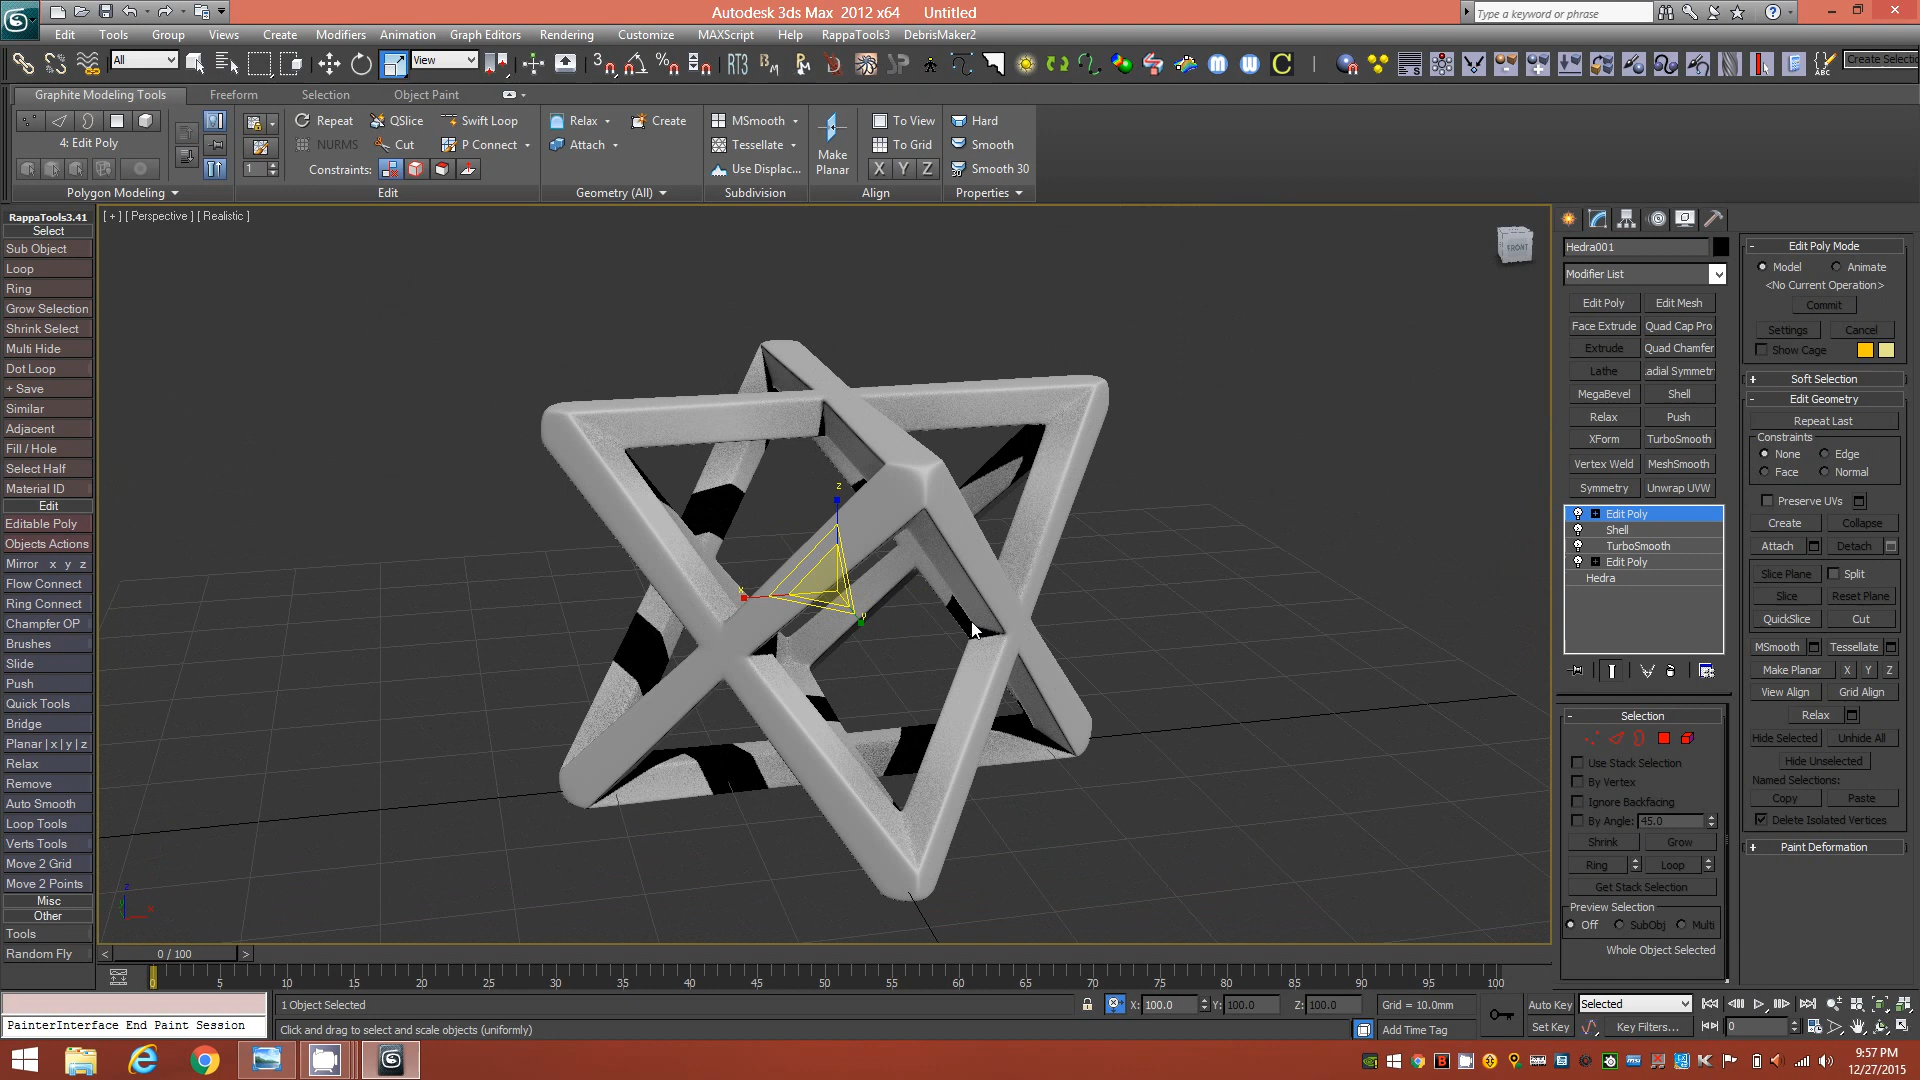 Autodesk 3ds Max 2012 x64 Untitled
Type a keyword or phrase
Edit Tools Group Views Create Modifiers Animation Graph Editors Rendering Customize MAXScript Help RappaTools3 DebrisMaker2
All View Create Selectio
Graphite Modeling Tools Freeform Selection Object Paint
Repeat QSlice Swift Loop Relax Create MSmooth To View Hard
4: Edit Poly NURMS Cut P Connect Attach Tessellate Make Planar To Grid Smooth
1 Constraints: Use Displac... X Y Z Smooth 30
Polygon Modeling Edit Geometry (All) Subdivision Align Properties
RappaTools3.41
Select
Sub Object
Loop
Ring
Grow Selection
Shrink Select
Multi Hide
Dot Loop
+ Save
Similar
Adjacent
Fill / Hole
Select Half
Material ID
Edit
Editable Poly
Objects Actions
Mirror x y z
Flow Connect
Ring Connect
Champfer OP
Brushes
Slide
Push
Quick Tools
Bridge
Planar | x | y | z
Relax
Remove
Auto Smooth
Loop Tools
Verts Tools
Move 2 Grid
Move 2 Points
Misc
Other
Tools
Random Fly
[ + ] [ Perspective ] [ Realistic ]
FRONT
z
x
y
Hedra001
Modifier List
Edit Poly Edit Mesh
Face Extrude Quad Cap Pro
Extrude Quad Chamfer
Lathe adial Symmetr
MegaBevel Shell
Relax Push
XForm TurboSmooth
Vertex Weld MeshSmooth
Symmetry Unwrap UVW
Edit Poly
Shell
TurboSmooth
Edit Poly
Hedra
Selection
Use Stack Selection
By Vertex
Ignore Backfacing
By Angle: 45.0
Shrink Grow
Ring Loop
Get Stack Selection
Preview Selection
Off SubObj Multi
Whole Object Selected
Edit Poly Mode
Model Animate
<No Current Operation>
Commit
Settings Cancel
Show Cage
Soft Selection
Edit Geometry
Repeat Last
Constraints
None Edge
Face Normal
Preserve UVs
Create Collapse
Attach Detach
Slice Plane Split
Slice Reset Plane
QuickSlice Cut
MSmooth Tessellate
Make Planar X Y Z
View Align Grid Align
Relax
Hide Selected Unhide All
Hide Unselected
Named Selections:
Copy Paste
Delete Isolated Vertices
Paint Deformation
< 0 / 100 >
0 5 10 15 20 25 30 35 40 45 50 55 60 65 70 75 80 85 90 95 100
1 Object Selected X: 100.0 Y: 100.0 Z: 100.0 Grid = 10.0mm Auto Key Selected
PainterInterface End Paint Session
Click and drag to select and scale objects (uniformly) Add Time Tag Set Key Key Filters... 0
9:57 PM
12/27/2015